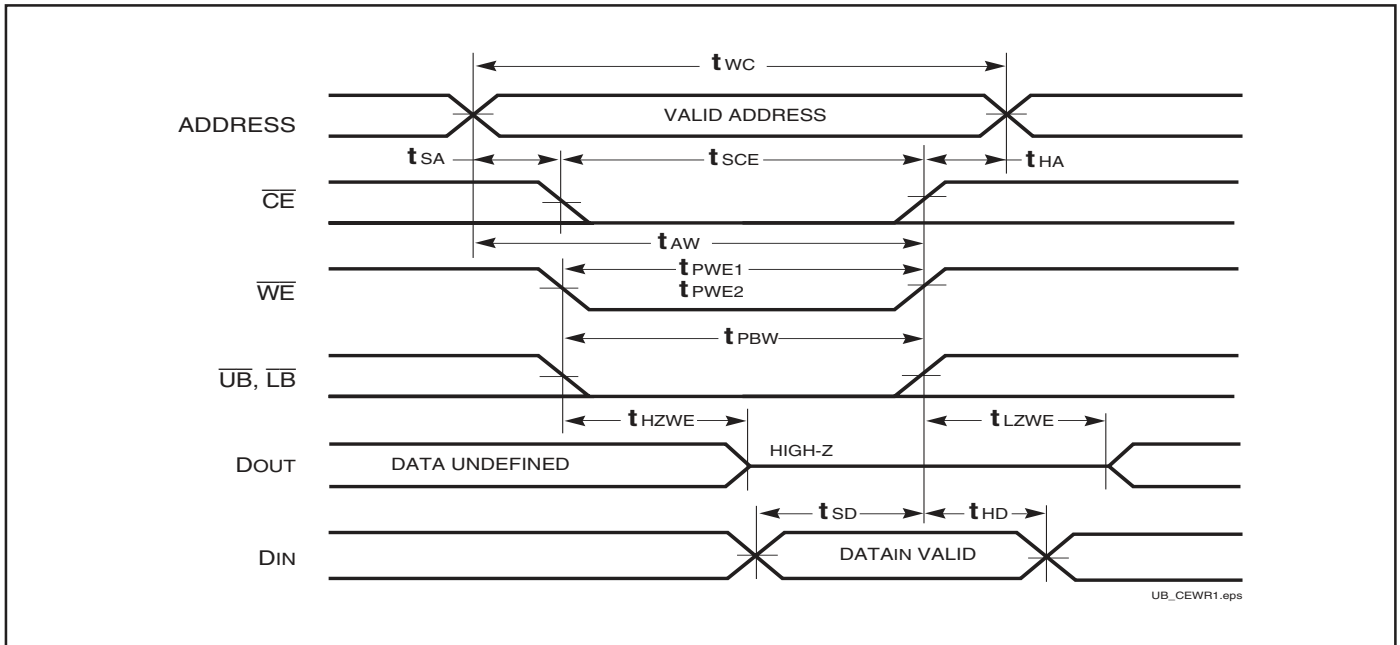 tWC
ADDRESS
VALID ADDRESS
tSA
tSCE
tHA
CE
tAW
tPWE1
tPWE2
WE
tPBW
UB, LB
tHZWE
tLZWE
DOUT
DATA UNDEFINED
HIGH-Z
tSD
tHD
DIN
DATAIN VALID
UB_CEWR1.eps